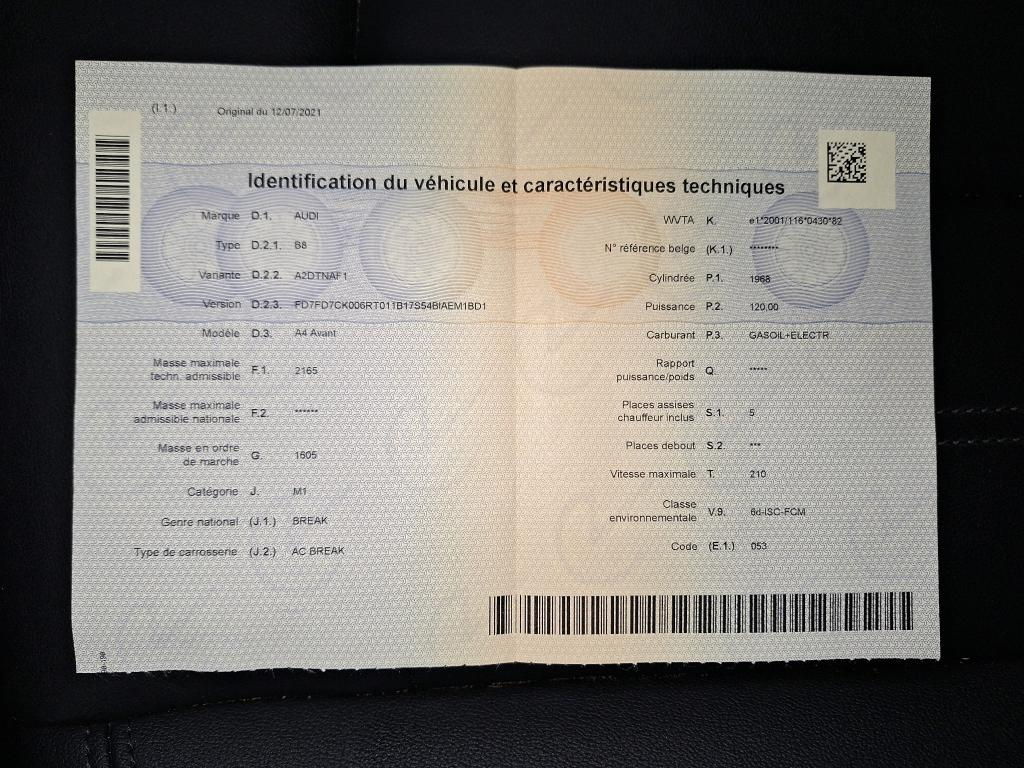 (I.1.) Original du 12/07/2021
Identification du véhicule et caractéristiques techniques
Marque D.1. AUDI
Type D.2.1. B8
Variante D.2.2. A2DTNAF1
Version D.2.3. FD7FD7CK006RT011B17S54BIAEM1BD1
Modèle D.3. A4 Avant
Masse maximale
techn. admissible F.1. 2165
Masse maximale
admissible nationale F.2. ******
Masse en ordre
de marche G. 1605
Catégorie J. M1
Genre national (J.1.) BREAK
Type de carrosserie (J.2.) AC BREAK
WVTA K. e1*2001/116*0430*82
N° référence belge (K.1.) ********
Cylindrée P.1. 1968
Puissance P.2. 120,00
Carburant P.3. GASOIL+ELECTR
Rapport
puissance/poids Q. *****
Places assises
chauffeur inclus S.1. 5
Places debout S.2. ***
Vitesse maximale T. 210
Classe
environnementale V.9. 6d-ISC-FCM
Code (E.1.) 053